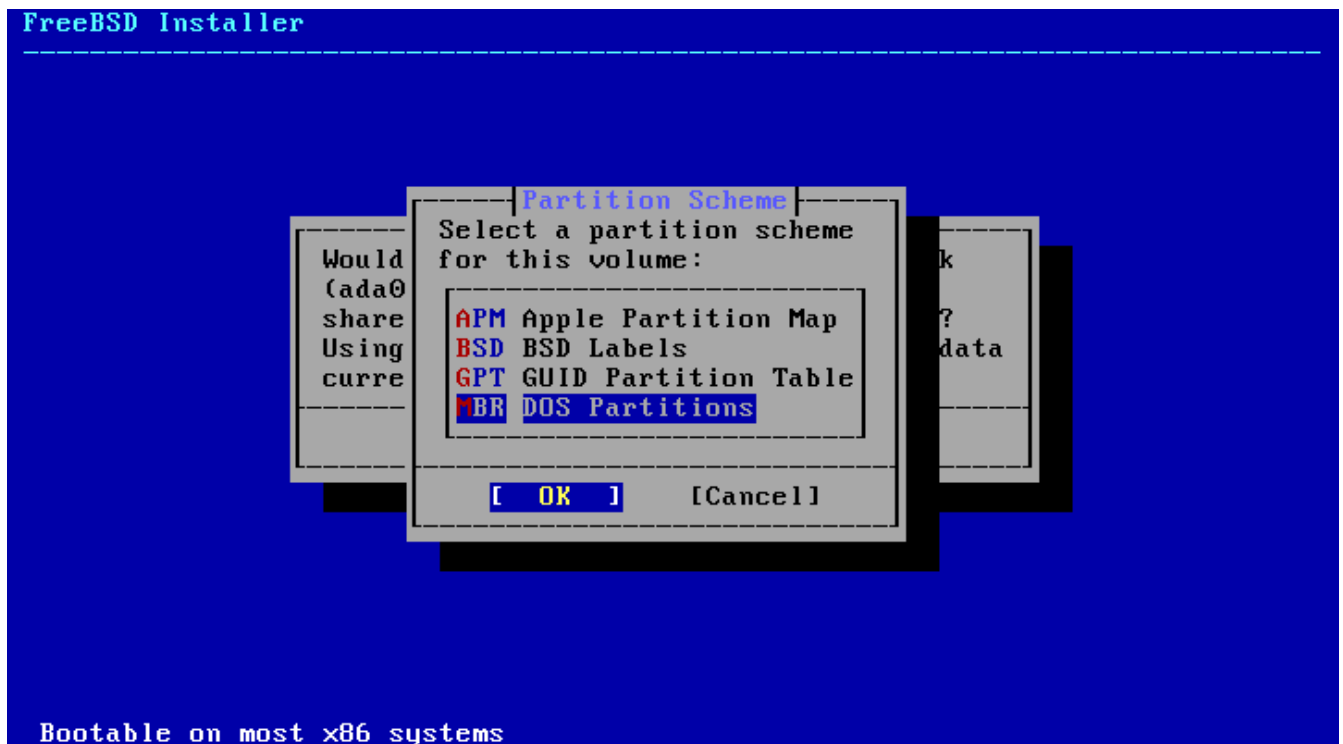 FreeBSD Installer
Partition Scheme
Select a partition scheme
for this volume:
Would
(ada0
share
Using
curre
k
?
data
APM Apple Partition Map
BSD BSD Labels
GPT GUID Partition Table
MBR DOS Partitions
[ OK ] [Cancel]
Bootable on most x86 systems